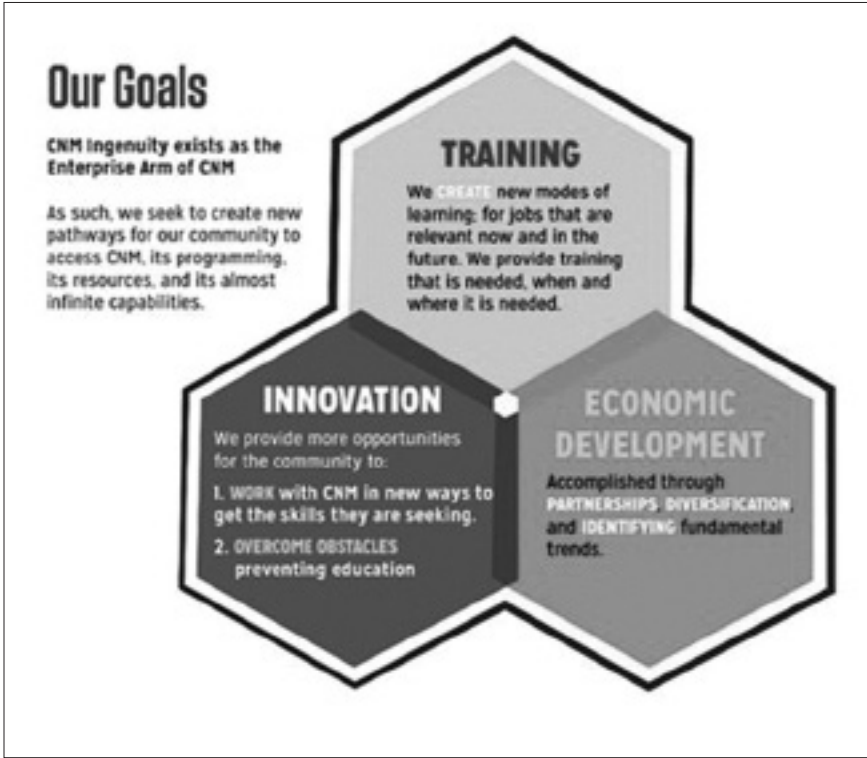 Our Goals
CNM Ingenuity exists as the
Enterprise Arm of CNM
As such, we seek to create new
pathways for our community to
access CNM, its programming,
its resources, and its almost
infinite capabilities.
TRAINING
We CREATE new modes of
learning; for jobs that are
relevant now and in the
future. We provide training
that is needed, when and
where it is needed.
INNOVATION
We provide more opportunities
for the community to:
1. WORK with CNM in new ways to
get the skills they are seeking.
2. OVERCOME OBSTACLES
preventing education
ECONOMIC
DEVELOPMENT
Accomplished through
PARTNERSHIPS, DIVERSIFICATION,
and IDENTIFYING fundamental
trends.